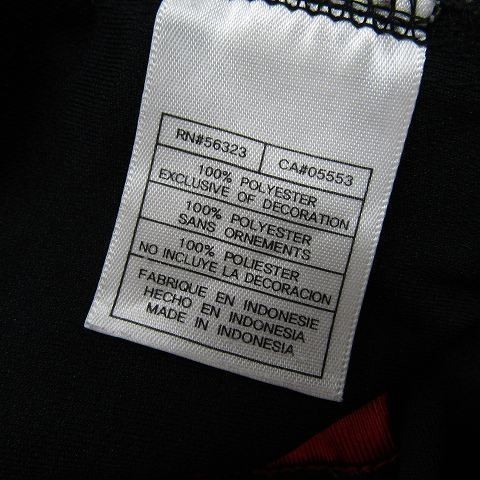 RN#56323 CA#05553
100% POLYESTER
EXCLUSIVE OF DECORATION
100% POLYESTER
SANS ORNEMENTS
100% POLIESTER
NO INCLUYE LA DECORACION
FABRIQUE EN INDONESIE
HECHO EN INDONESIA
MADE IN INDONESIA